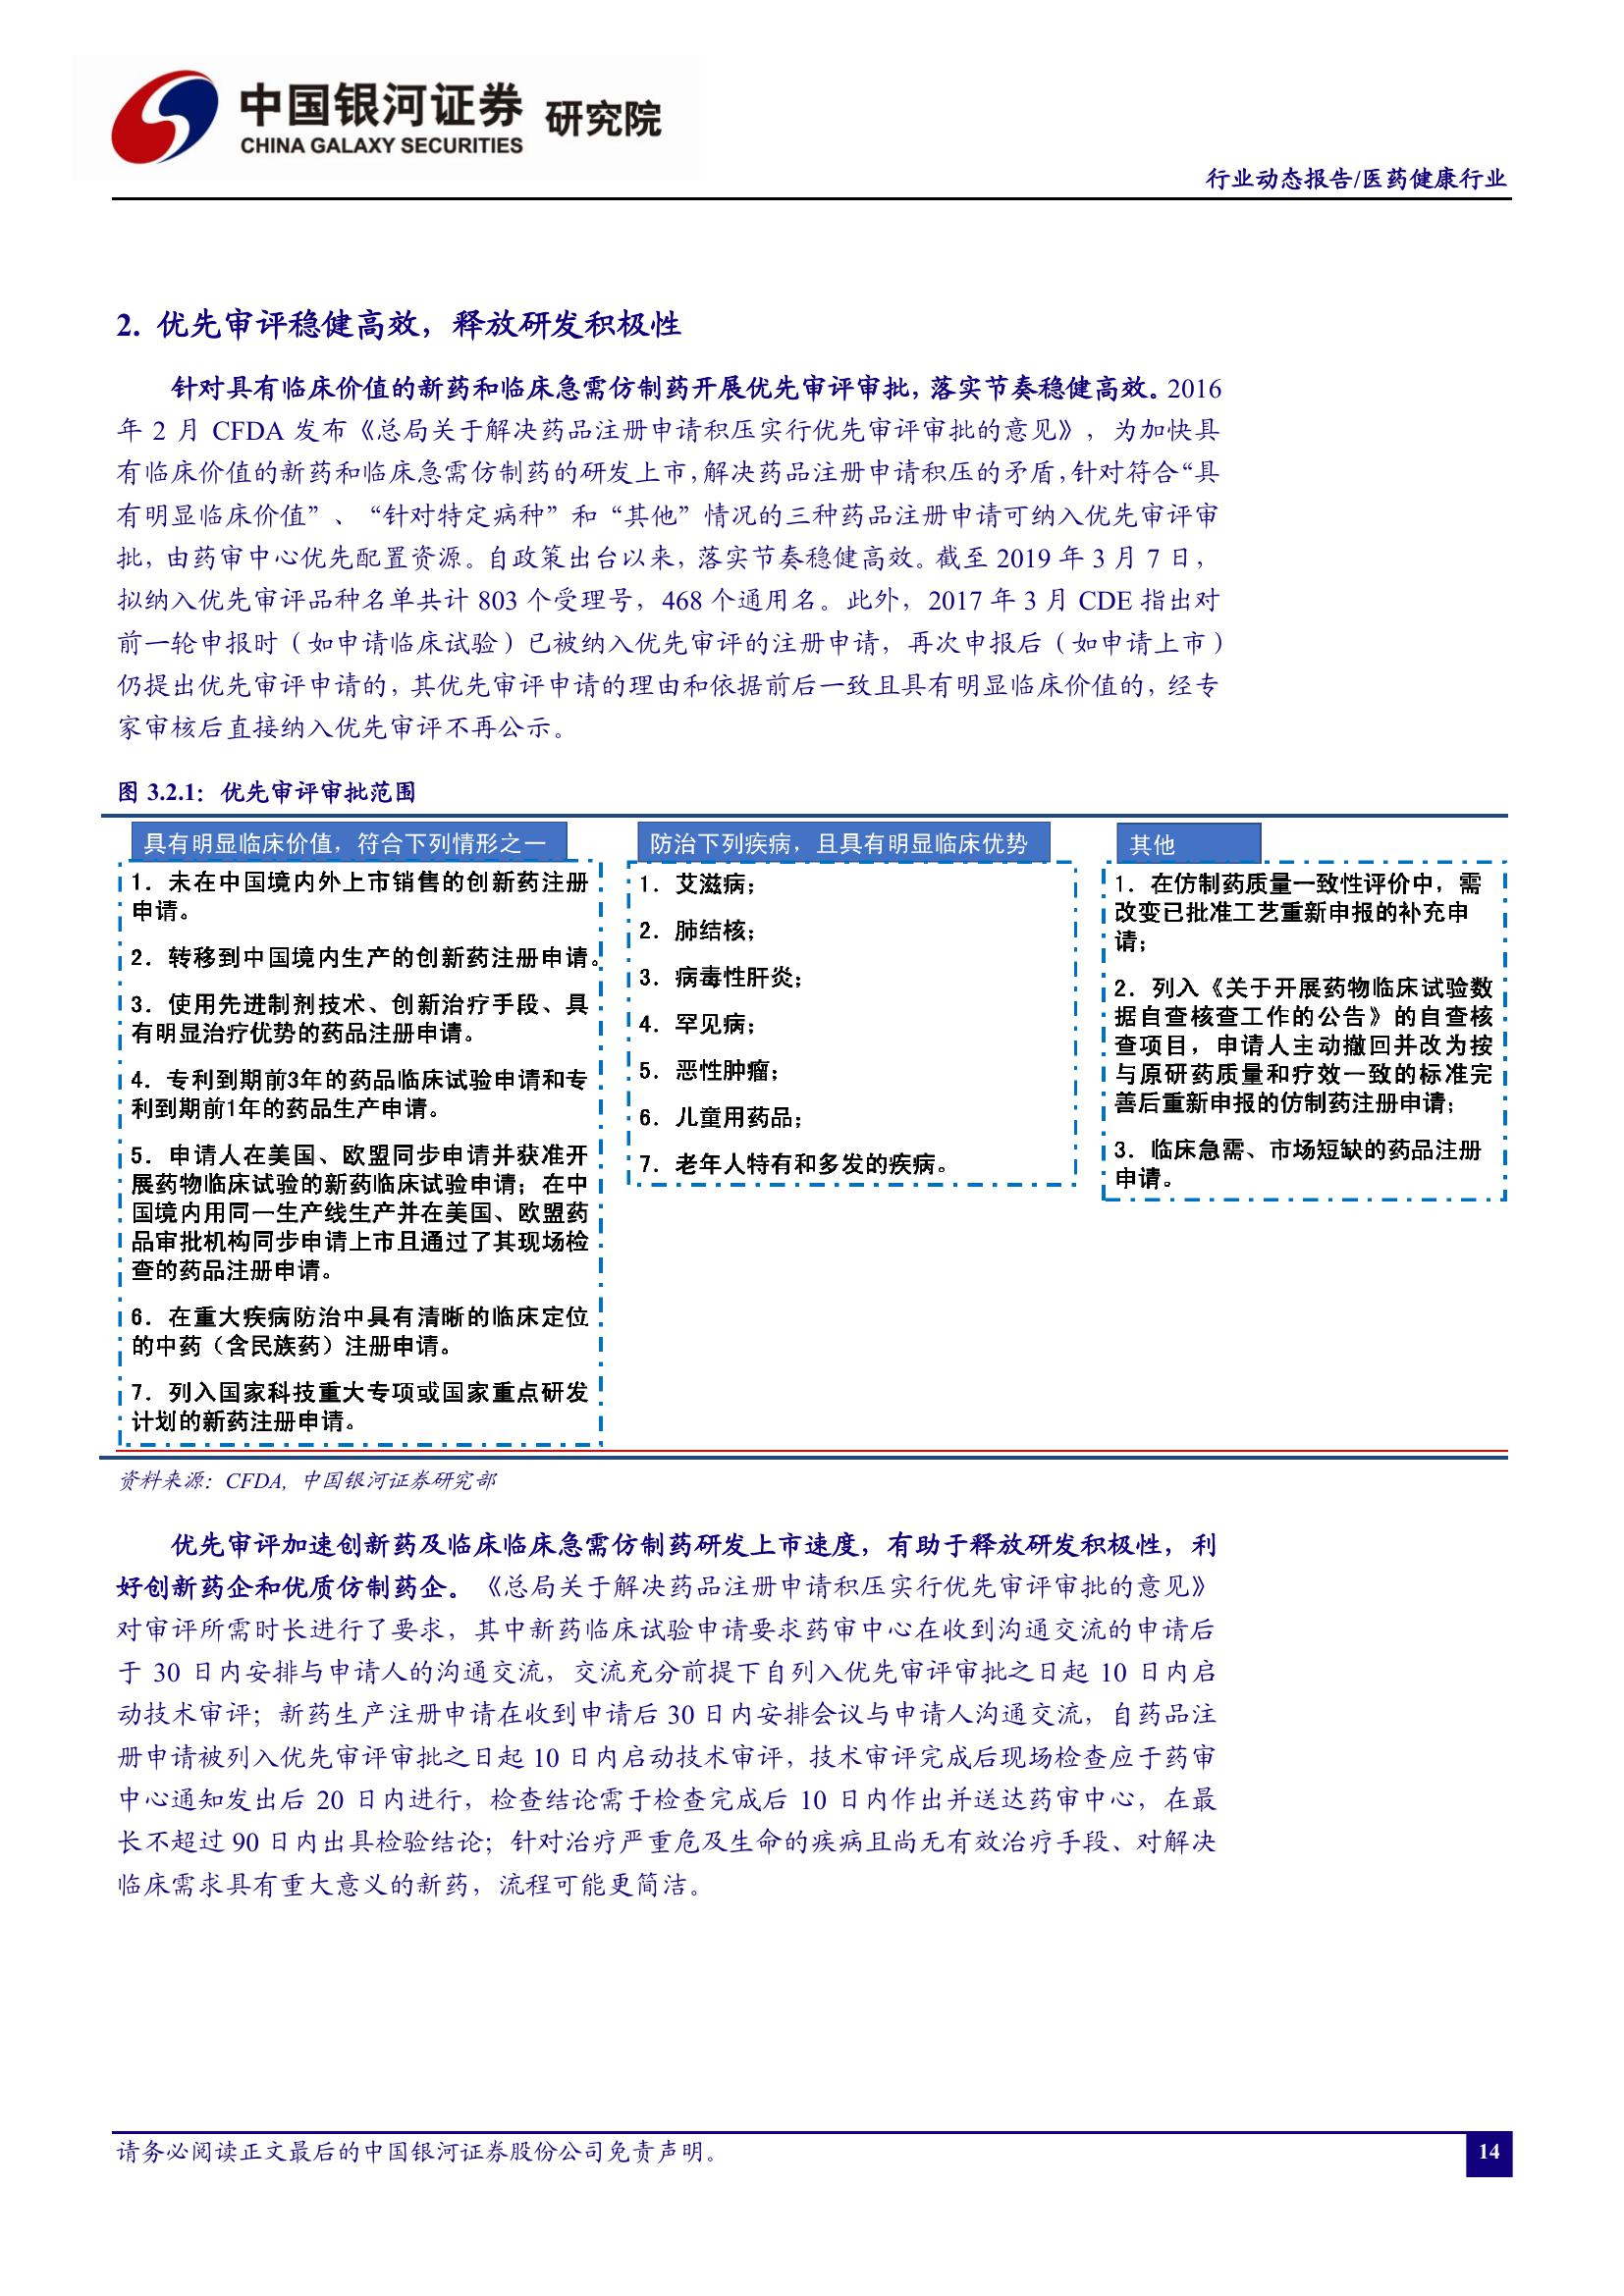 中国银河证券 研究院
CHINA GALAXY SECURITIES
行业动态报告/医药健康行业
2. 优先审评稳健高效，释放研发积极性
针对具有临床价值的新药和临床急需仿制药开展优先审评审批，落实节奏稳健高效。2016
年 2 月 CFDA 发布《总局关于解决药品注册申请积压实行优先审评审批的意见》，为加快具
有临床价值的新药和临床急需仿制药的研发上市，解决药品注册申请积压的矛盾，针对符合“具
有明显临床价值”、“针对特定病种”和“其他”情况的三种药品注册申请可纳入优先审评审
批，由药审中心优先配置资源。自政策出台以来，落实节奏稳健高效。截至 2019 年 3 月 7 日，
拟纳入优先审评品种名单共计 803 个受理号，468 个通用名。此外，2017 年 3 月 CDE 指出对
前一轮申报时（如申请临床试验）已被纳入优先审评的注册申请，再次申报后（如申请上市）
仍提出优先审评申请的，其优先审评申请的理由和依据前后一致且具有明显临床价值的，经专
家审核后直接纳入优先审评不再公示。
图 3.2.1：优先审评审批范围
具有明显临床价值，符合下列情形之一
1．未在中国境内外上市销售的创新药注册
申请。
2．转移到中国境内生产的创新药注册申请。
3．使用先进制剂技术、创新治疗手段、具
有明显治疗优势的药品注册申请。
4．专利到期前3年的药品临床试验申请和专
利到期前1年的药品生产申请。
5．申请人在美国、欧盟同步申请并获准开
展药物临床试验的新药临床试验申请；在中
国境内用同一生产线生产并在美国、欧盟药
品审批机构同步申请上市且通过了其现场检
查的药品注册申请。
6．在重大疾病防治中具有清晰的临床定位
的中药（含民族药）注册申请。
7．列入国家科技重大专项或国家重点研发
计划的新药注册申请。
防治下列疾病，且具有明显临床优势
1．艾滋病；
2．肺结核；
3．病毒性肝炎；
4．罕见病；
5．恶性肿瘤；
6．儿童用药品；
7．老年人特有和多发的疾病。
其他
1．在仿制药质量一致性评价中，需
改变已批准工艺重新申报的补充申
请；
2．列入《关于开展药物临床试验数
据自查核查工作的公告》的自查核
查项目，申请人主动撤回并改为按
与原研药质量和疗效一致的标准完
善后重新申报的仿制药注册申请；
3．临床急需、市场短缺的药品注册
申请。
资料来源：CFDA，中国银河证券研究部
优先审评加速创新药及临床临床急需仿制药研发上市速度，有助于释放研发积极性，利
好创新药企和优质仿制药企。《总局关于解决药品注册申请积压实行优先审评审批的意见》
对审评所需时长进行了要求，其中新药临床试验申请要求药审中心在收到沟通交流的申请后
于 30 日内安排与申请人的沟通交流，交流充分前提下自列入优先审评审批之日起 10 日内启
动技术审评；新药生产注册申请在收到申请后 30 日内安排会议与申请人沟通交流，自药品注
册申请被列入优先审评审批之日起 10 日内启动技术审评，技术审评完成后现场检查应于药审
中心通知发出后 20 日内进行，检查结论需于检查完成后 10 日内作出并送达药审中心，在最
长不超过 90 日内出具检验结论；针对治疗严重危及生命的疾病且尚无有效治疗手段、对解决
临床需求具有重大意义的新药，流程可能更简洁。
请务必阅读正文最后的中国银河证券股份公司免责声明。
14